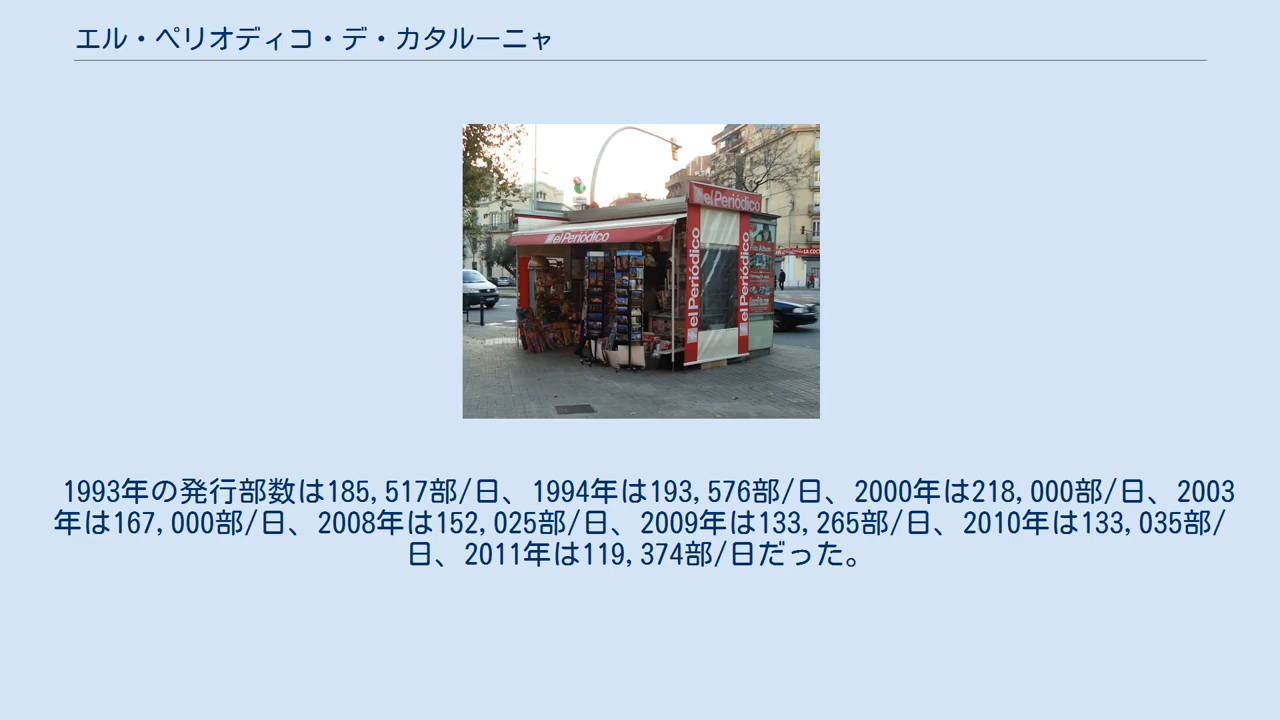 エル・ペリオディコ・デ・カタルーニャ
el Periódico
el Periódico
el Periódico
el Periódico
1993年の発行部数は185,517部/日、1994年は193,576部/日、2000年は218,000部/日、2003
年は167,000部/日、2008年は152,025部/日、2009年は133,265部/日、2010年は133,035部/
日、2011年は119,374部/日だった。